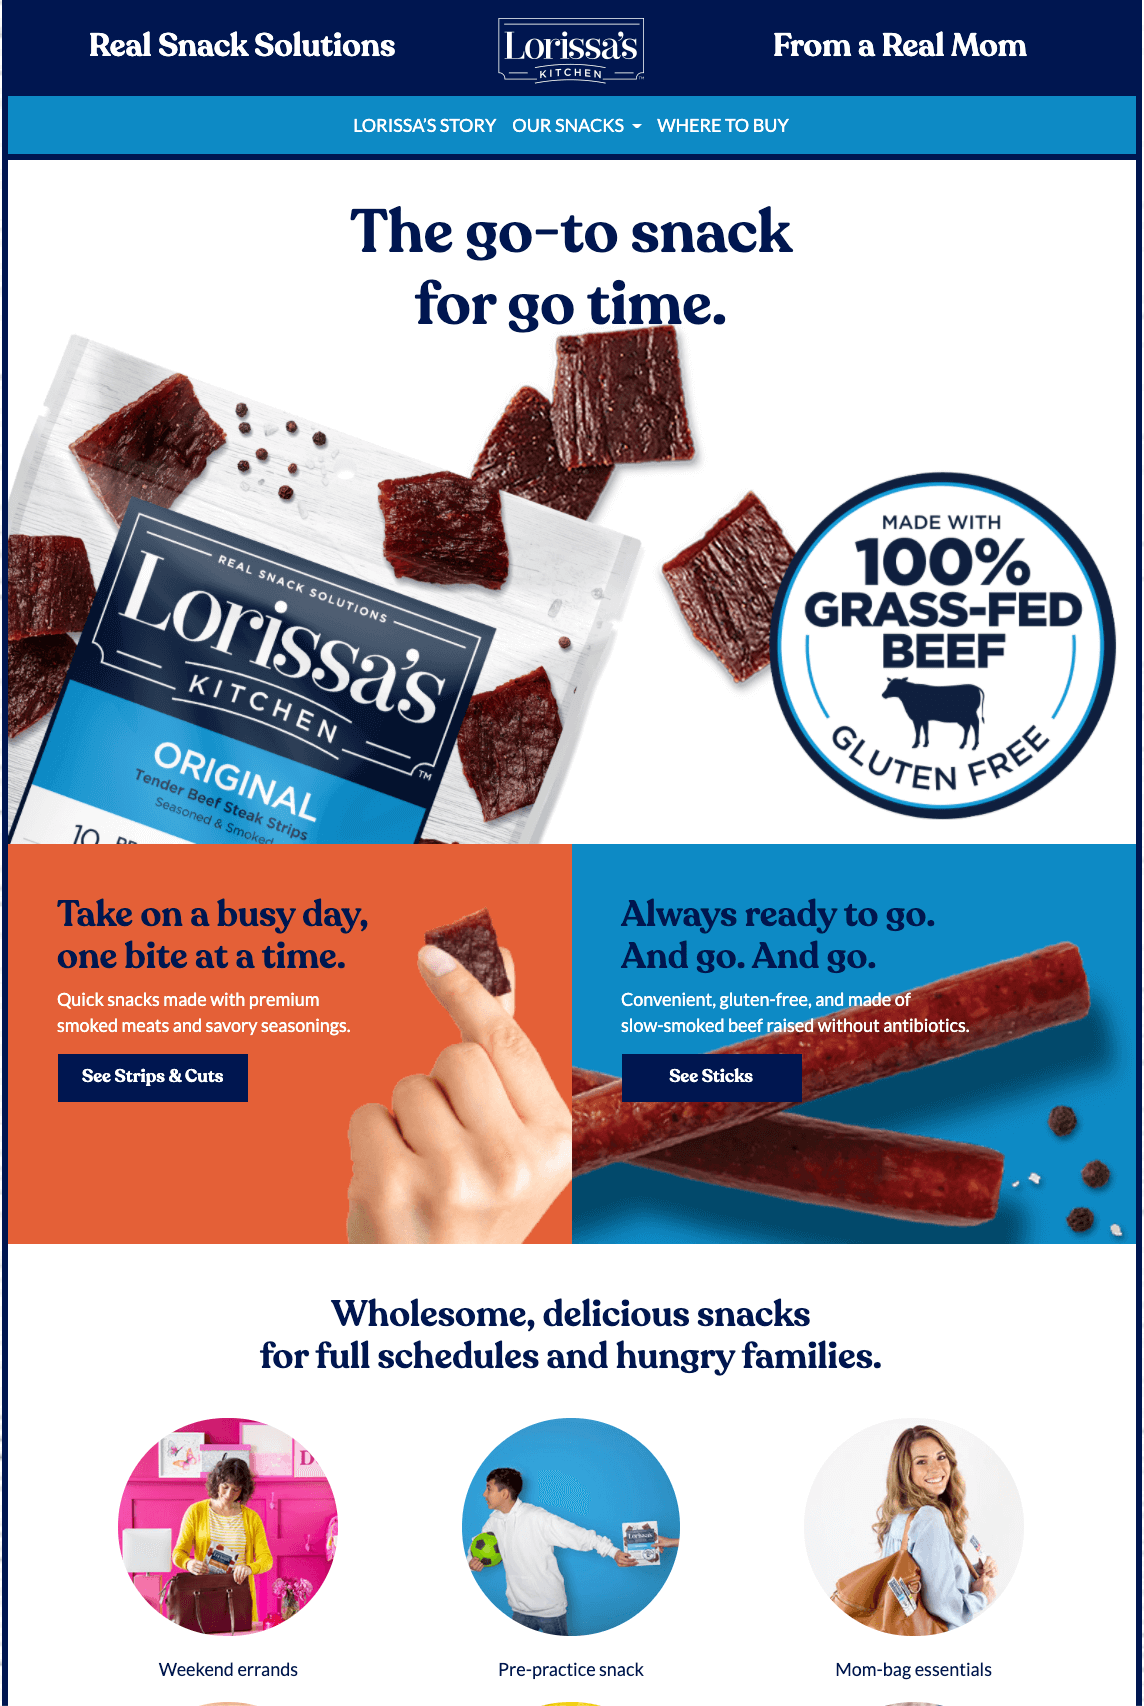 Real Snack Solutions
Lorissa's
KITCHEN
From a Real Mom
LORISSA'S STORY
OUR SNACKS
WHERE TO BUY
The go-to snack
for go time.
REAL SNACK SOLUTIONS
Lorissa's
KITCHEN
TM
ORIGINAL
Tender Beef Steak Strips
Seasoned & Smoked
10
MADE WITH
100%
GRASS-FED
BEEF
GLUTEN FREE
Take on a busy day,
one bite at a time.
Quick snacks made with premium
smoked meats and savory seasonings.
See Strips & Cuts
Always ready to go.
And go. And go.
Convenient, gluten-free, and made of
slow-smoked beef raised without antibiotics.
See Sticks
Wholesome, delicious snacks
for full schedules and hungry families.
D
Lorissa's
Weekend errands
Pre-practice snack
Mom-bag essentials